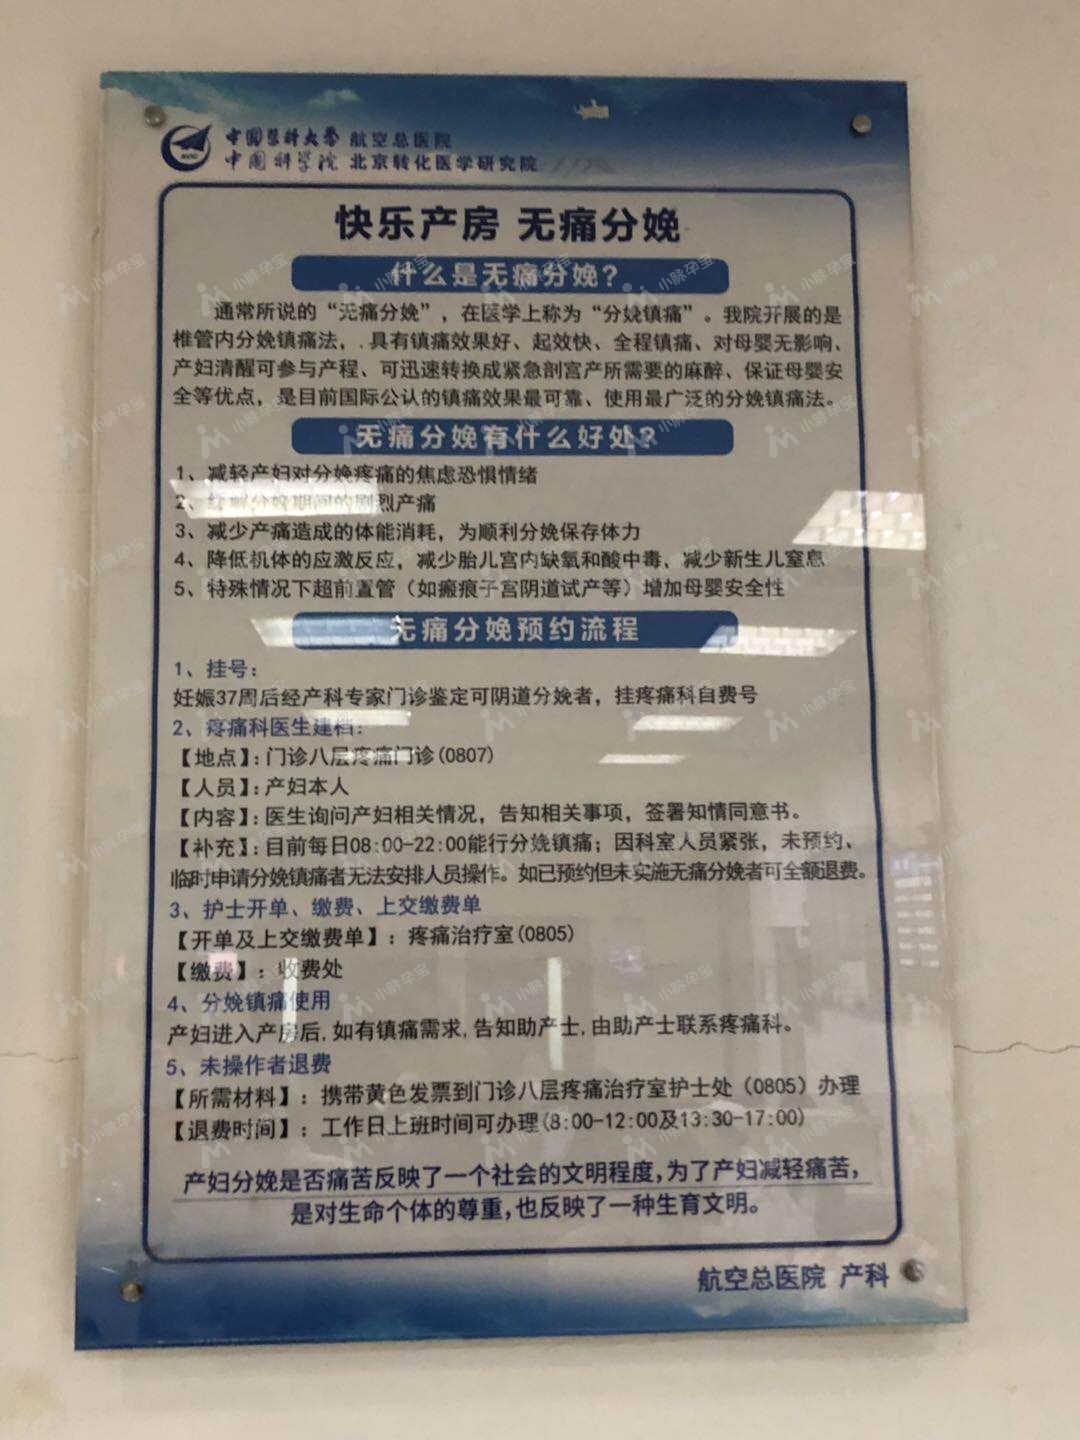 中国医科大学 航空总医院
中国科学院 北京转化医学研究院
快乐产房 无痛分娩
什么是无痛分娩？
通常所说的“无痛分娩”，在医学上称为“分娩镇痛”。我院开展的是
椎管内分娩镇痛法，具有镇痛效果好、起效快、全程镇痛、对母婴无影响、
产妇清醒可参与产程、可迅速转换成紧急剖宫产所需要的麻醉、保证母婴安
全等优点，是目前国际公认的镇痛效果最可靠、使用最广泛的分娩镇痛法。
无痛分娩有什么好处？
1、减轻产妇对分娩疼痛的焦虑恐惧情绪
2、缓解分娩期间的剧烈产痛
3、减少产痛造成的体能消耗，为顺利分娩保存体力
4、降低机体的应激反应，减少胎儿宫内缺氧和酸中毒、减少新生儿窒息
5、特殊情况下超前置管（如瘢痕子宫阴道试产等）增加母婴安全性
无痛分娩预约流程
1、挂号：
妊娠37周后经产科专家门诊鉴定可阴道分娩者，挂疼痛科自费号
2、疼痛科医生建档：
【地点】：门诊八层疼痛门诊(0807)
【人员】：产妇本人
【内容】：医生询问产妇相关情况，告知相关事项，签署知情同意书。
【补充】：目前每日08:00-22:00能行分娩镇痛；因科室人员紧张，未预约、
临时申请分娩镇痛者无法安排人员操作。如已预约但未实施无痛分娩者可全额退费。
3、护士开单、缴费、上交缴费单
【开单及上交缴费单】：疼痛治疗室(0805)
【缴费】：收费处
4、分娩镇痛使用
产妇进入产房后,如有镇痛需求,告知助产士,由助产士联系疼痛科。
5、未操作者退费
【所需材料】：携带黄色发票到门诊八层疼痛治疗室护士处（0805）办理
【退费时间】：工作日上班时间可办理(8:00-12:00及13:30-17:00)
产妇分娩是否痛苦反映了一个社会的文明程度,为了产妇减轻痛苦，
是对生命个体的尊重,也反映了一种生育文明。
航空总医院 产科
小脉孕宝